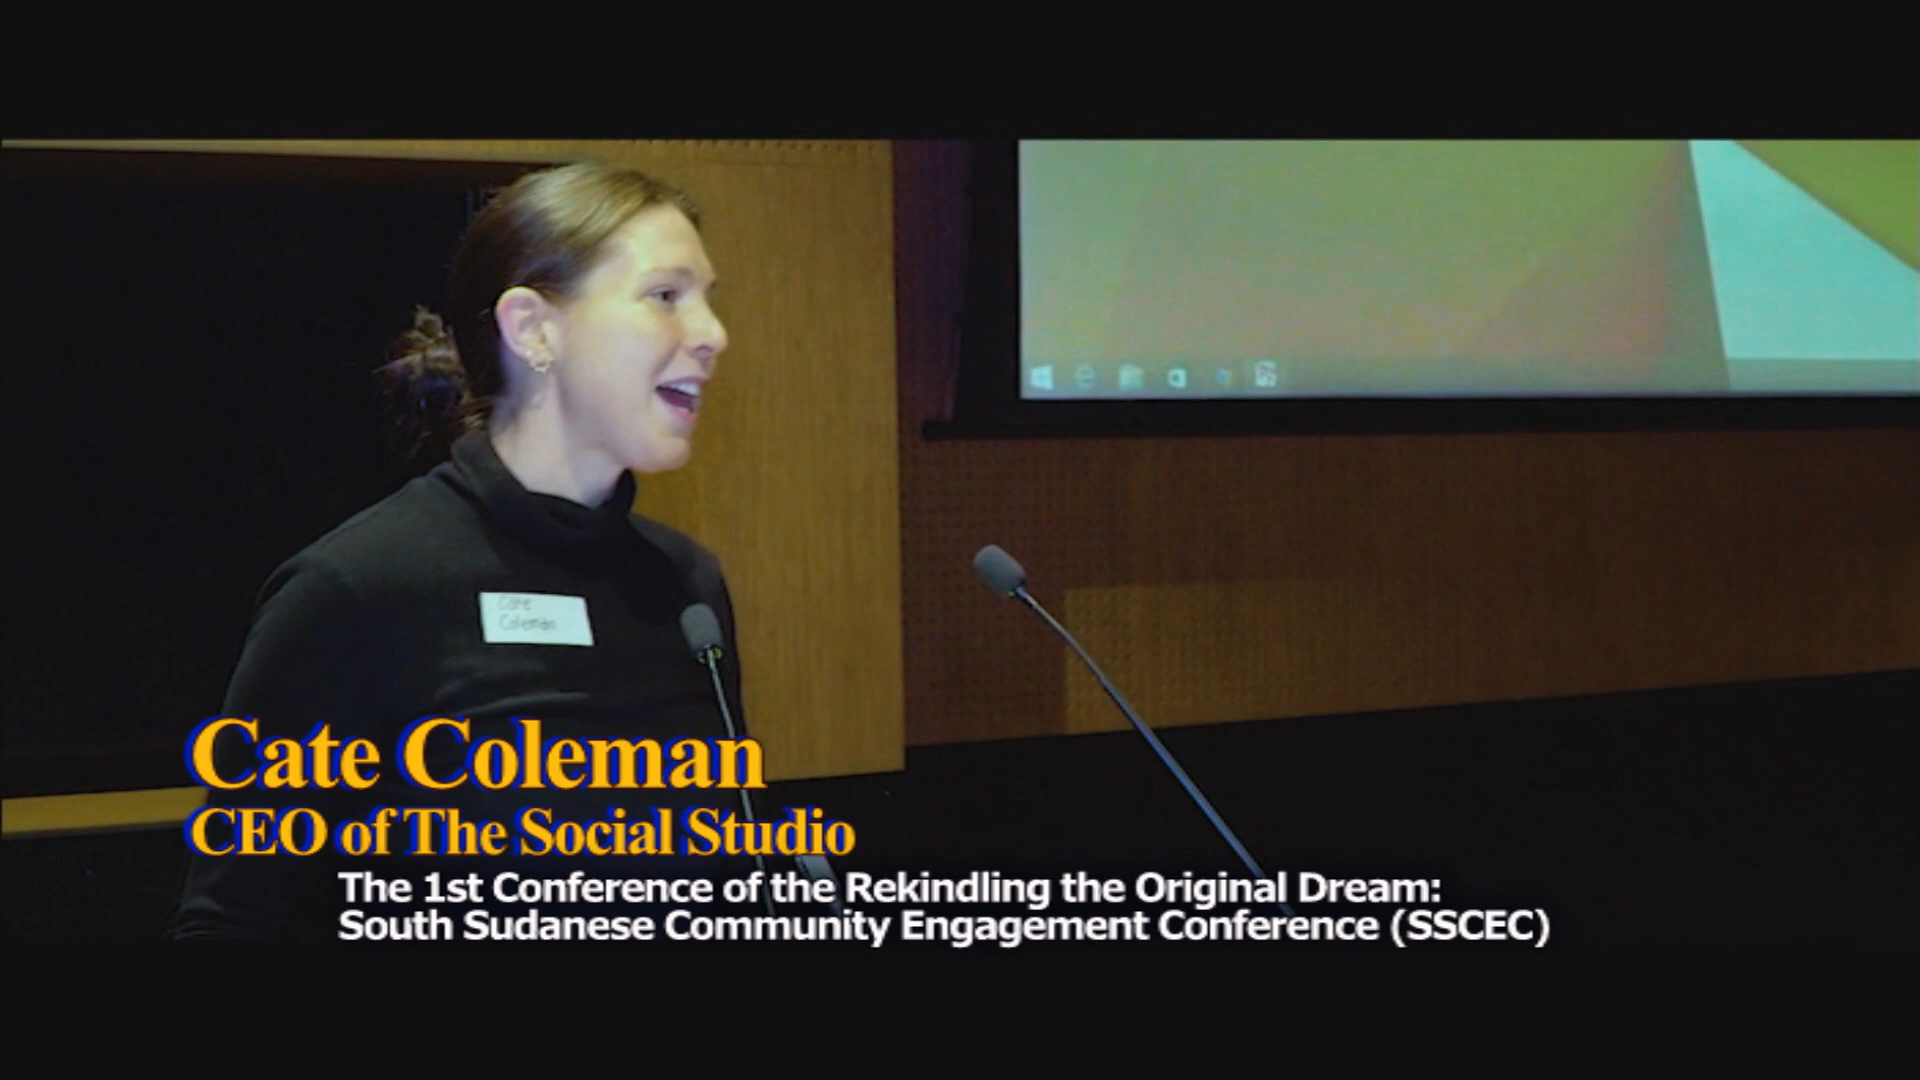 Cate
Coleman
Cate Coleman
CEO of The Social Studio
The 1st Conference of the Rekindling the Original Dream:
South Sudanese Community Engagement Conference (SSCEC)